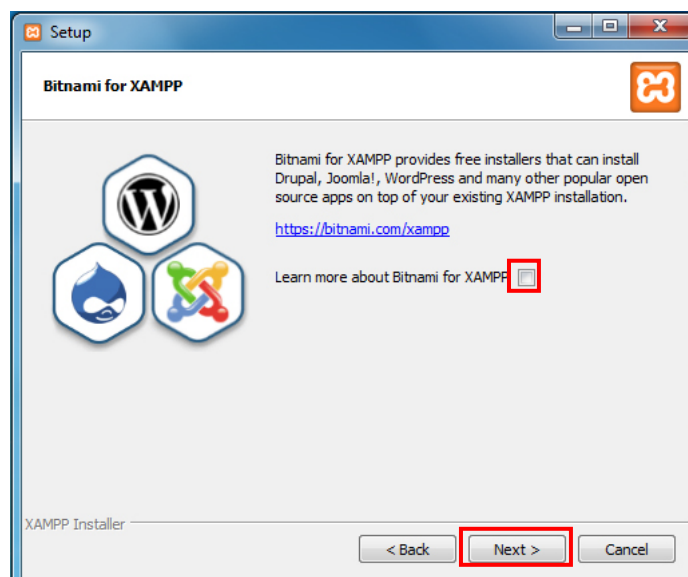 Setup
Bitnami for XAMPP
Bitnami for XAMPP provides free installers that can install
Drupal, Joomla!, WordPress and many other popular open
source apps on top of your existing XAMPP installation.
https://bitnami.com/xampp
Learn more about Bitnami for XAMPP
XAMPP Installer
< Back Next > Cancel